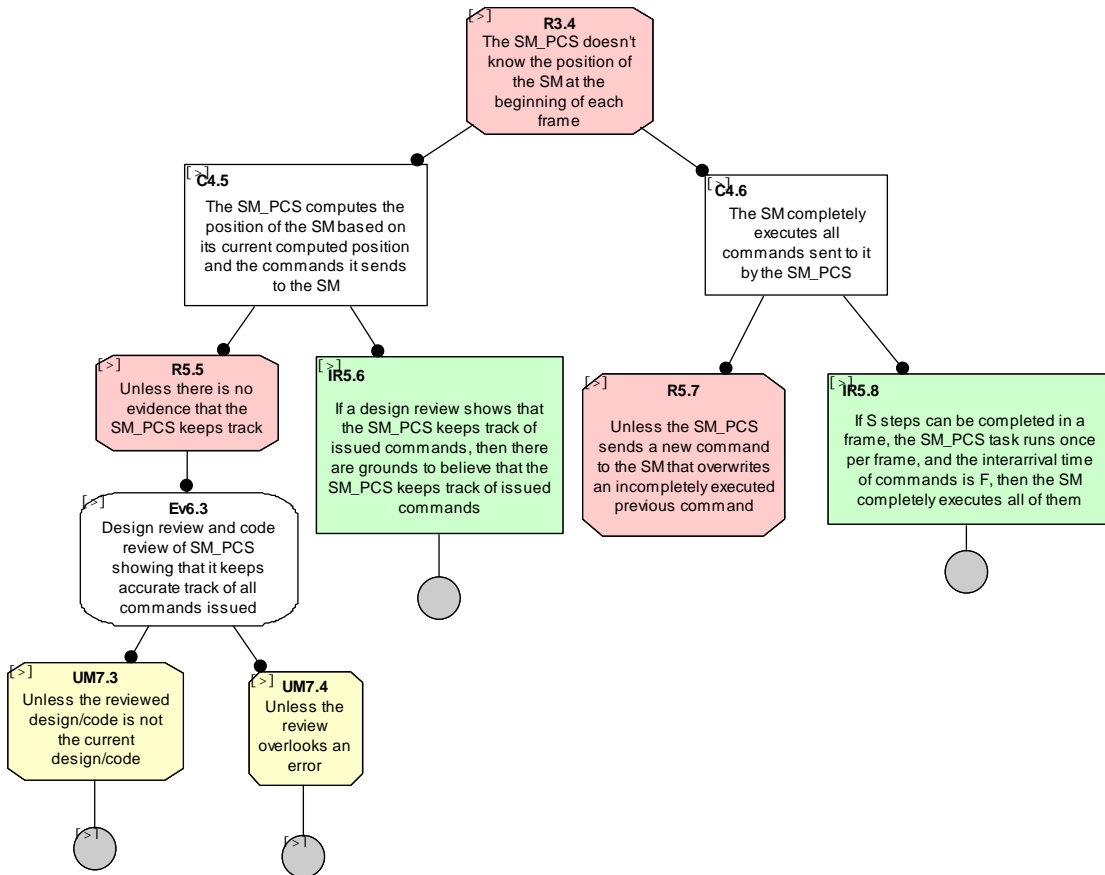 [>]
R3.4
The SM_PCS doesn't
know the position of
the SM at the
beginning of each
frame
[>]
C4.5
The SM_PCS computes the
position of the SM based on
its current computed position
and the commands it sends
to the SM
[>]
C4.6
The SM completely
executes all
commands sent to it
by the SM_PCS
[>]
R5.5
Unless there is no
evidence that the
SM_PCS keeps track
[>]
IR5.6
If a design review shows that
the SM_PCS keeps track of
issued commands, then there
are grounds to believe that the
SM_PCS keeps track of issued
commands
[>]
R5.7
Unless the SM_PCS
sends a new command
to the SM that overwrites
an incompletely executed
previous command
[>]
IR5.8
If S steps can be completed in a
frame, the SM_PCS task runs once
per frame, and the interarrival time
of commands is F, then the SM
completely executes all of them
[>]
Ev6.3
Design review and code
review of SM_PCS
showing that it keeps
accurate track of all
commands issued
[>]
UM7.3
Unless the reviewed
design/code is not
the current
design/code
[>]
UM7.4
Unless the
review
overlooks an
error
[>]
[>]